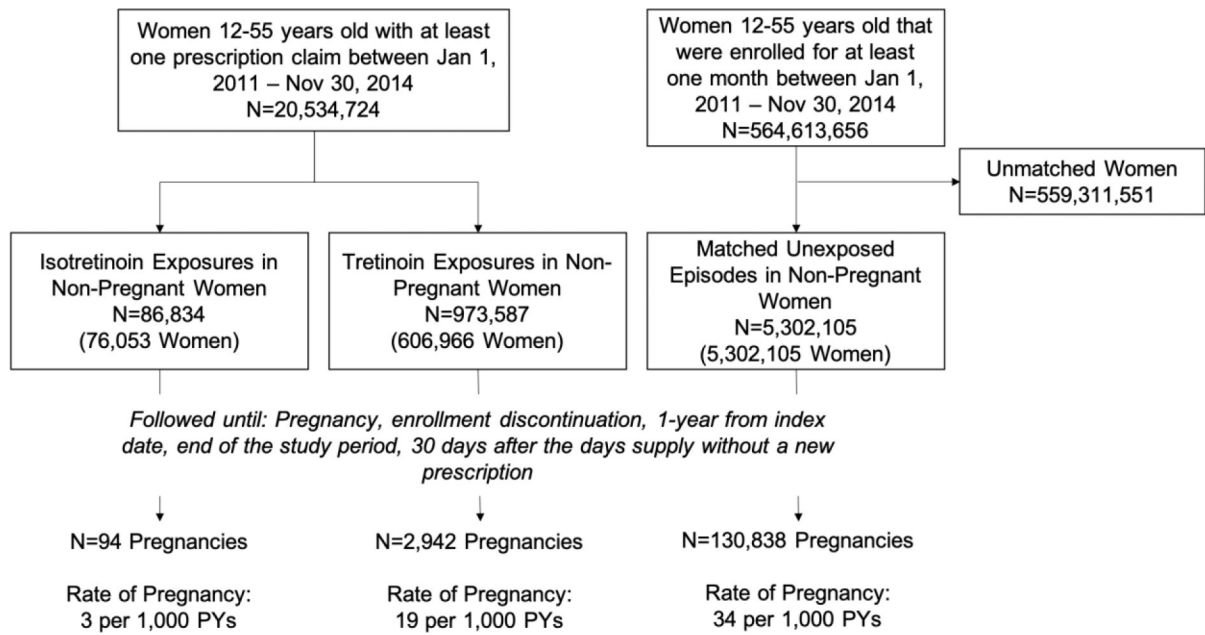 Women 12-55 years old with at least
one prescription claim between Jan 1,
2011 – Nov 30, 2014
N=20,534,724
Women 12-55 years old that
were enrolled for at least
one month between Jan 1,
2011 – Nov 30, 2014
N=564,613,656
Unmatched Women
N=559,311,551
Isotretinoin Exposures in
Non-Pregnant Women
N=86,834
(76,053 Women)
Tretinoin Exposures in Non-
Pregnant Women
N=973,587
(606,966 Women)
Matched Unexposed
Episodes in Non-Pregnant
Women
N=5,302,105
(5,302,105 Women)
Followed until: Pregnancy, enrollment discontinuation, 1-year from index
date, end of the study period, 30 days after the days supply without a new
prescription
N=94 Pregnancies
Rate of Pregnancy:
3 per 1,000 PYs
N=2,942 Pregnancies
Rate of Pregnancy:
19 per 1,000 PYs
N=130,838 Pregnancies
Rate of Pregnancy:
34 per 1,000 PYs